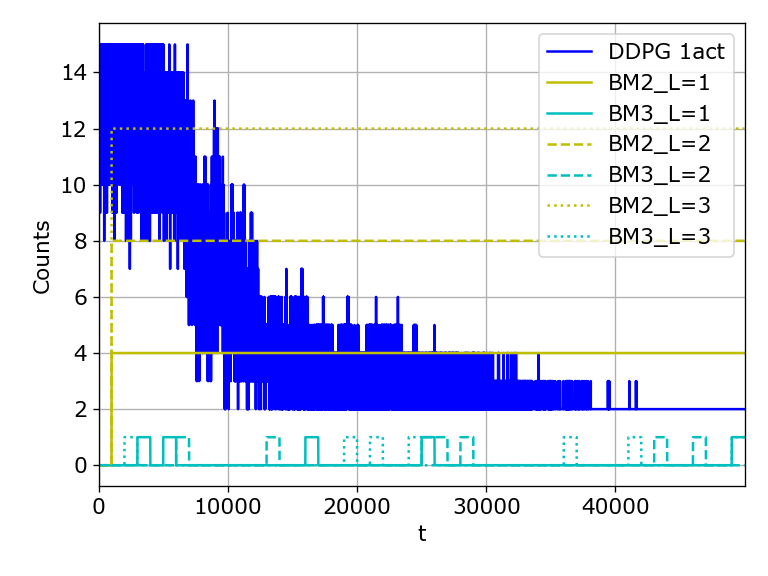 14
12
10
8
6
4
2
0
Counts
0 10000 20000 30000 40000
t
DDPG 1act
BM2_L=1
BM3_L=1
BM2_L=2
BM3_L=2
BM2_L=3
BM3_L=3